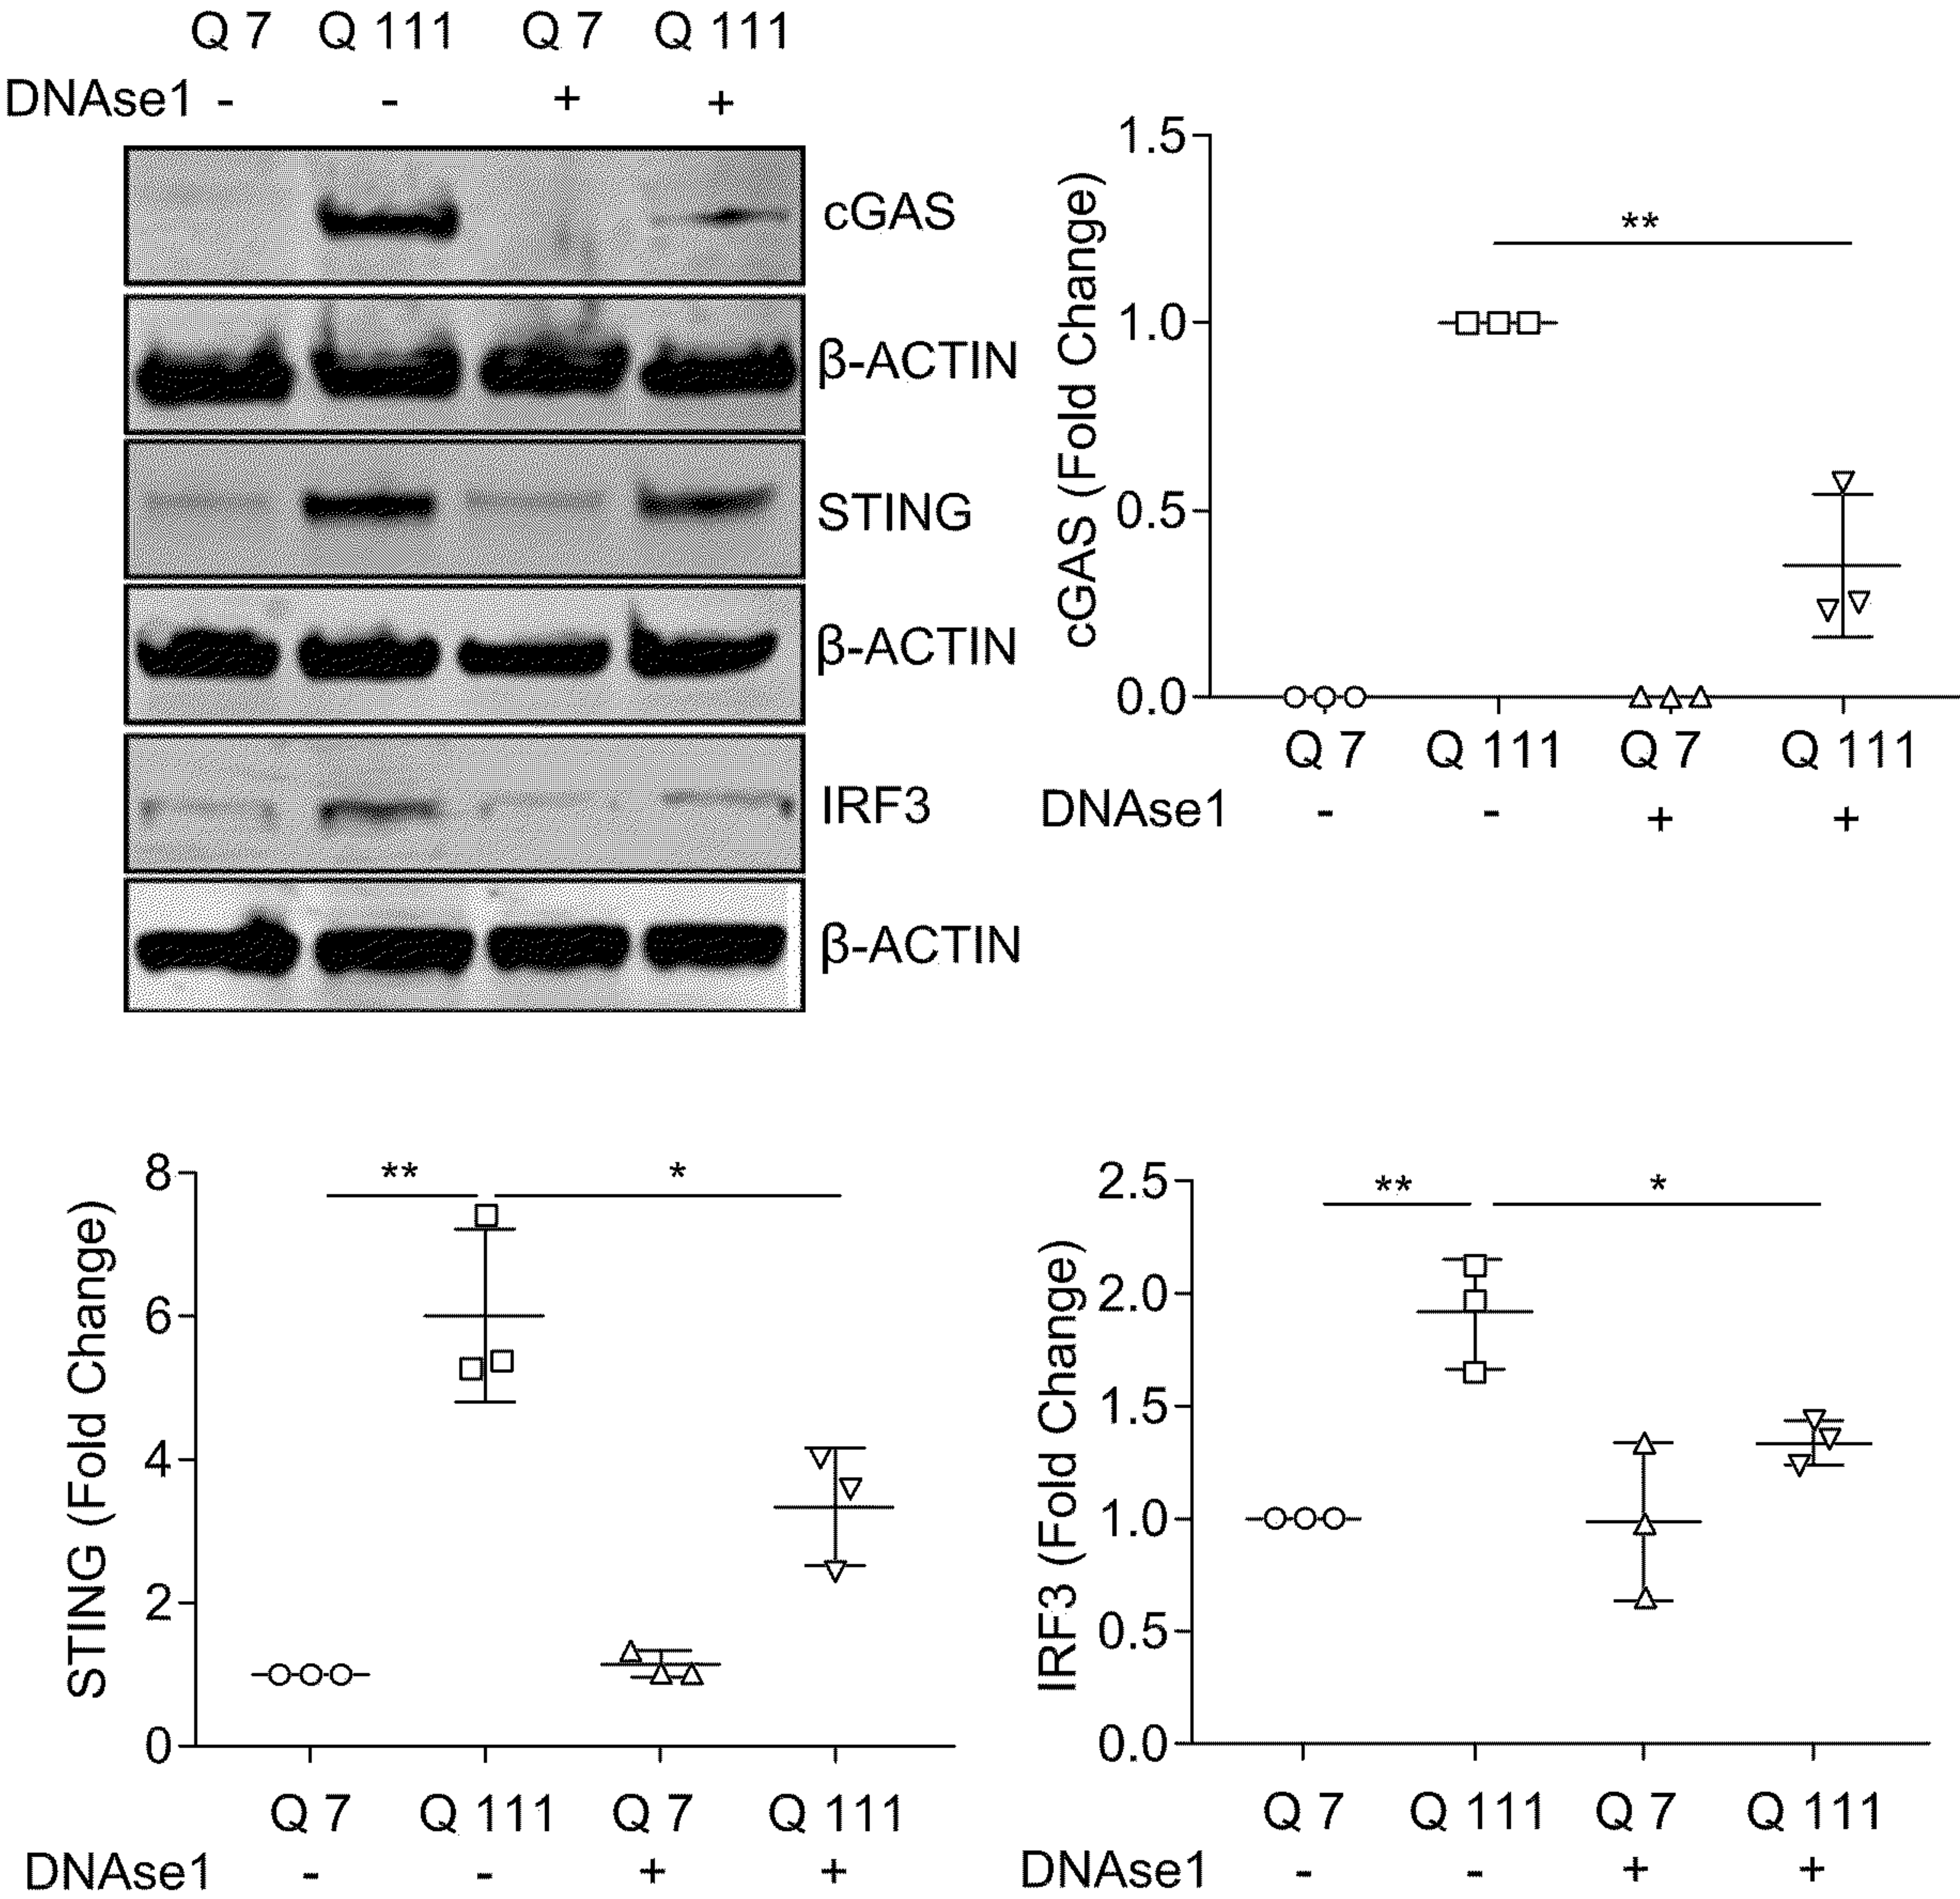 Q 7 Q 111 Q 7 Q 111
DNAse1 - - + +
cGAS
β-ACTIN
STING
β-ACTIN
IRF3
β-ACTIN
cGAS (Fold Change)
1.5
1.0
0.5
0.0
**
Q 7 Q 111 Q 7 Q 111
DNAse1 - - + +
STING (Fold Change)
8
6
4
2
0
** *
Q 7 Q 111 Q 7 Q 111
DNAse1 - - + +
IRF3 (Fold Change)
2.5
2.0
1.5
1.0
0.5
0.0
** *
Q 7 Q 111 Q 7 Q 111
DNAse1 - - + +